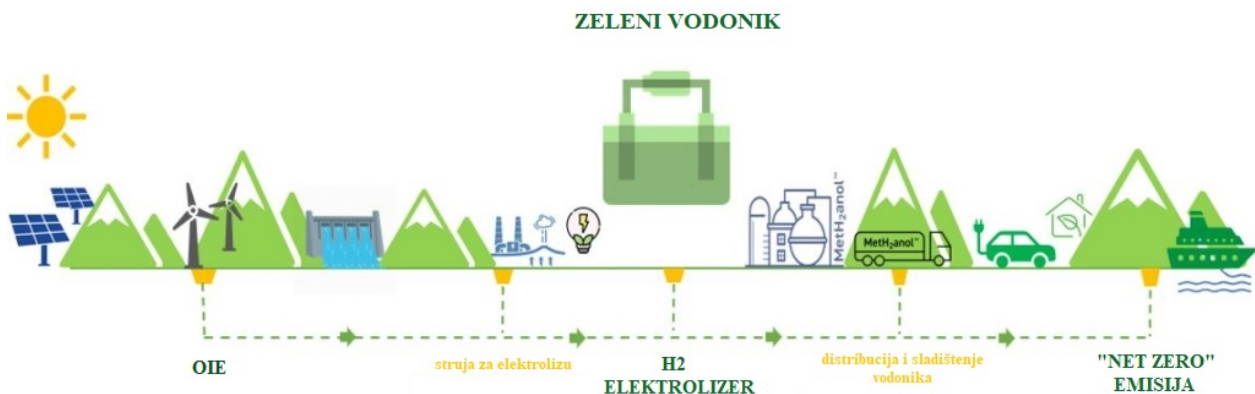 ZELENI VODONIK
MetH₂anol™
MetH₂anol™
OIE
struja za elektrolizu
H2
ELEKTROLIZER
distribucija i sladištenje
vodonika
"NET ZERO"
EMISIJA